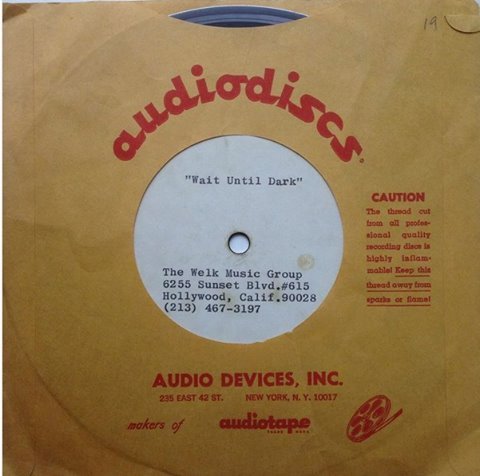 19
audiodiscs.
"Wait Until Dark"
The Welk Music Group
6255 Sunset Blvd.#615
Hollywood, Calif.90028
(213) 467-3197
CAUTION
The thread cut
from all profes-
sional quality
recording discs is
highly inflam-
mable! Keep this
thread away from
sparks or flame!
AUDIO DEVICES, INC.
235 EAST 42 ST. NEW YORK, N. Y. 10017
makers of audiotape
TRADE MARK